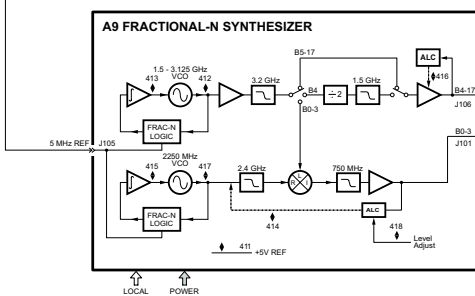 A9 FRACTIONAL-N SYNTHESIZER
B5-17
ALC
1.5 - 3.125 GHz
VCO
413
412
3.2 GHz
B4
÷2
1.5 GHz
416
B4-17
J106
B0-3
FRAC-N
LOGIC
B0-3
J101
5 MHz REF
J105
2250 MHz
VCO
415
417
2.4 GHz
L
R
I
750 MHz
FRAC-N
LOGIC
414
ALC
418
Level
Adjust
411
+5V REF
LOCAL
POWER